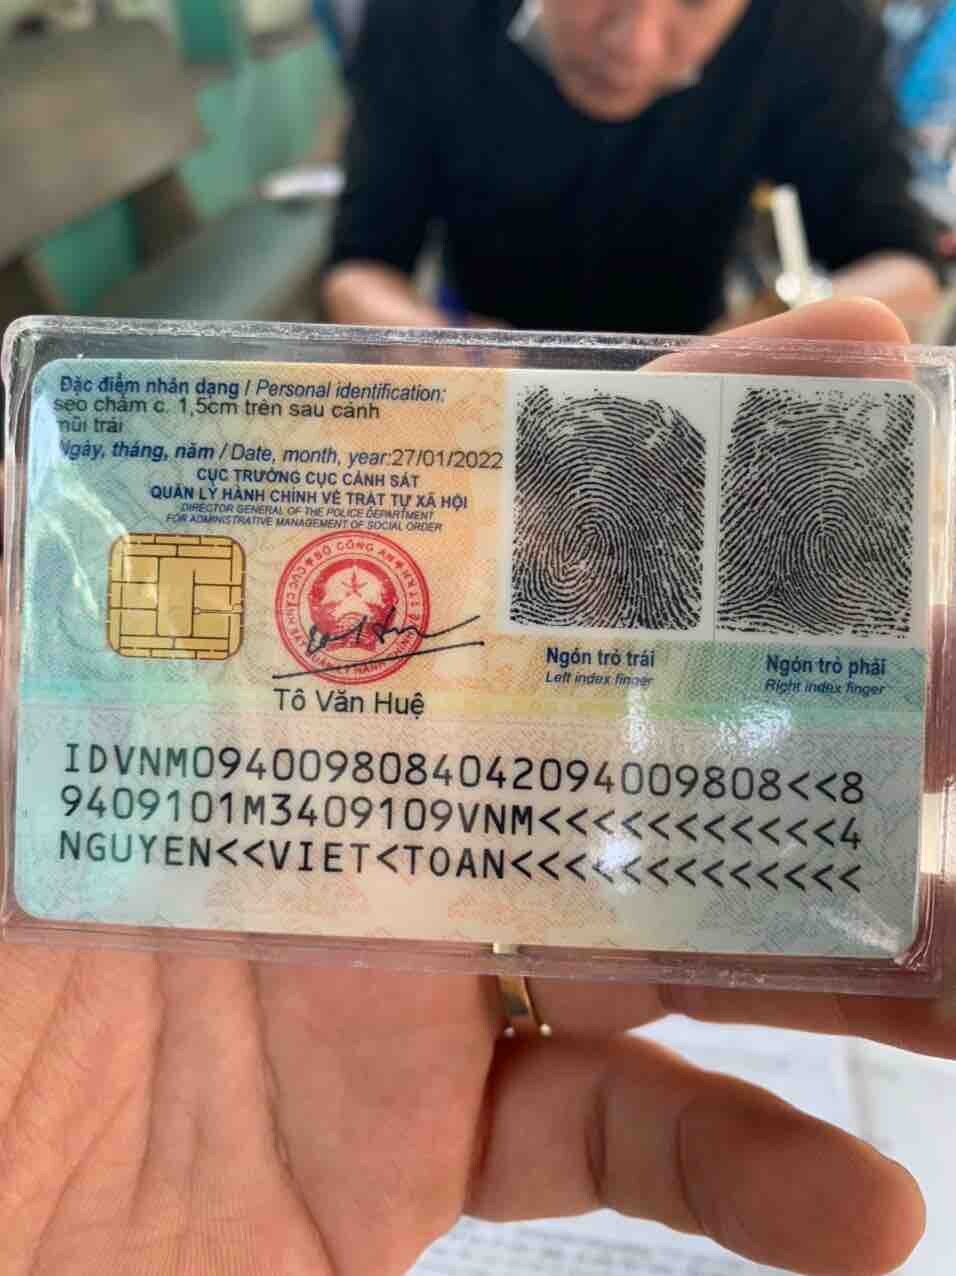 Đặc điểm nhân dạng / Personal identification:
sẹo chấm c. 1,5cm trên sau cánh
mũi trái
Ngày, tháng, năm / Date, month, year:27/01/2022
CỤC TRƯỞNG CỤC CẢNH SÁT
QUẢN LÝ HÀNH CHÍNH VỀ TRẬT TỰ XÃ HỘI
DIRECTOR GENERAL OF THE POLICE DEPARTMENT
FOR ADMINISTRATIVE MANAGEMENT OF SOCIAL ORDER
BỘ CÔNG AN
Tô Văn Huệ
Ngón trỏ trái
Left index finger
Ngón trỏ phải
Right index finger
IDVNM0940098084042094009808<<8
9409101M3409109VNM<<<<<<<<<<<4
NGUYEN<<VIET<TOAN<<<<<<<<<<<<<